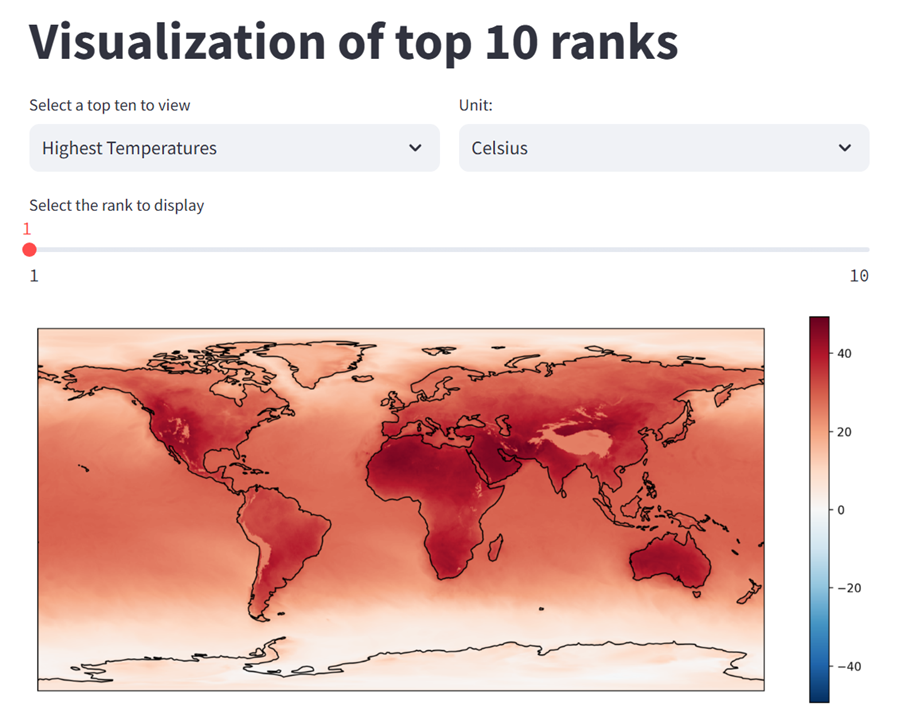 Visualization of top 10 ranks
Select a top ten to view
Unit:
Highest Temperatures
Celsius
Select the rank to display
1
1
10
40
20
0
−20
−40